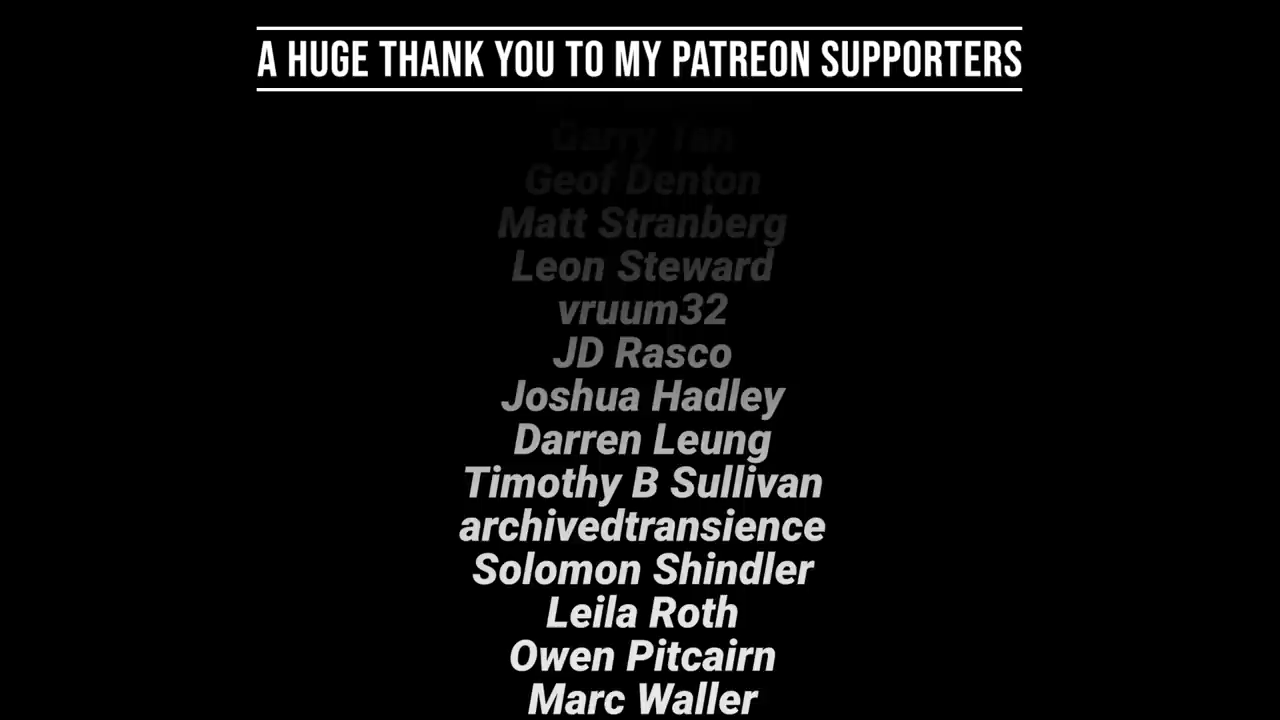 A HUGE THANK YOU TO MY PATREON SUPPORTERS
Garry Tan
Geof Denton
Matt Stranberg
Leon Steward
vruum32
JD Rasco
Joshua Hadley
Darren Leung
Timothy B Sullivan
archivedtransience
Solomon Shindler
Leila Roth
Owen Pitcairn
Marc Waller